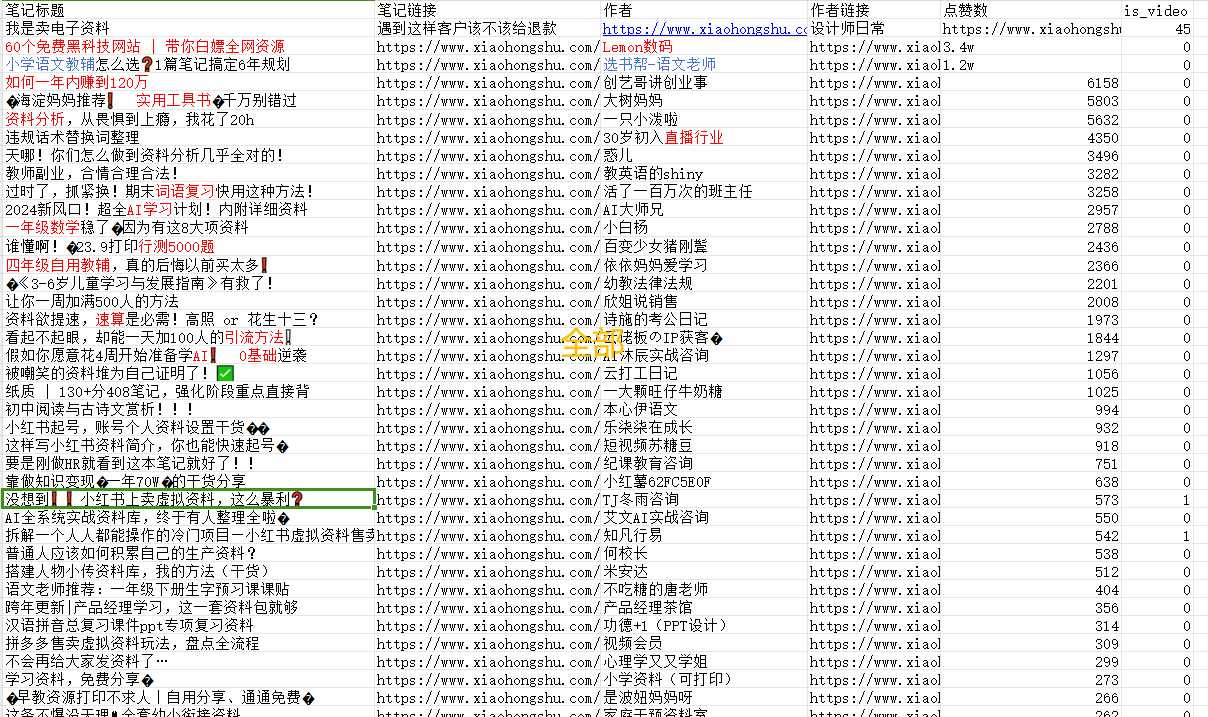 笔记标题 笔记链接 作者 作者链接 点赞数 is_video
我是卖电子资料 遇到这样客户该不该给退款 https://www.xiaohongshu.co 设计师日常 https://www.xiaohongshu 45
60个免费黑科技网站 | 带你白嫖全网资源 https://www.xiaohongshu.com/ Lemon数码 https://www.xiaol 3.4w 0
小学语文教辅怎么选❓1篇笔记搞定6年规划 https://www.xiaohongshu.com/ 选书帮-语文老师 https://www.xiaol 1.2w 0
如何一年内赚到120万 https://www.xiaohongshu.com/ 创艺哥讲创业事 https://www.xiaol 6158 0
�海淀妈妈推荐❗ 实用工具书�千万别错过 https://www.xiaohongshu.com/ 大树妈妈 https://www.xiaol 5803 0
资料分析，从畏惧到上瘾，我花了20h https://www.xiaohongshu.com/ 一只小泼啦 https://www.xiaol 5632 0
违规话术替换词整理 https://www.xiaohongshu.com/ 30岁初入直播行业 https://www.xiaol 4350 0
天哪！你们怎么做到资料分析几乎全对的！ https://www.xiaohongshu.com/ 惑儿 https://www.xiaol 3496 0
教师副业，合情合理合法！ https://www.xiaohongshu.com/ 教英语的shiny https://www.xiaol 3282 0
过时了，抓紧换！期末词语复习快用这种方法！ https://www.xiaohongshu.com/ 活了一百万次的班主任 https://www.xiaol 3258 0
2024新风口！超全AI学习计划！内附详细资料 https://www.xiaohongshu.com/ AI大师兄 https://www.xiaol 2957 0
一年级数学稳了�因为有这8大项资料 https://www.xiaohongshu.com/ 小白杨 https://www.xiaol 2788 0
谁懂啊！�23.9打印行测5000题 https://www.xiaohongshu.com/ 百变少女猪刚鬣 https://www.xiaol 2436 0
四年级自用教辅，真的后悔以前买太多❗ https://www.xiaohongshu.com/ 依依妈妈爱学习 https://www.xiaol 2366 0
�《3-6岁儿童学习与发展指南》有救了！ https://www.xiaohongshu.com/ 幼教法律法规 https://www.xiaol 2201 0
让你一周加满500人的方法 https://www.xiaohongshu.com/ 欣姐说销售 https://www.xiaol 2008 0
资料欲提速，速算是必需！高照 or 花生十三？ https://www.xiaohongshu.com/ 诗施的考公日记 https://www.xiaol 1973 0
看起不起眼，却能一天加100人的引流方法❕ https://www.xiaohongshu.com/ 老板の IP获客� https://www.xiaol 1844 0
全部
假如你愿意花4周开始准备学AI❗ 0基础逆袭 https://www.xiaohongshu.com/ AI木辰实战咨询 https://www.xiaol 1297 0
被嘲笑的资料堆为自己证明了！✅ https://www.xiaohongshu.com/ 云打工日记 https://www.xiaol 1056 0
纸质 | 130+分408笔记，强化阶段重点直接背 https://www.xiaohongshu.com/ 一大颗旺仔牛奶糖 https://www.xiaol 1025 0
初中阅读与古诗文赏析！！！ https://www.xiaohongshu.com/ 本心伊语文 https://www.xiaol 994 0
小红书起号，账号个人资料设置干货�� https://www.xiaohongshu.com/ 乐柒柒在成长 https://www.xiaol 932 0
这样写小红书资料简介，你也能快速起号� https://www.xiaohongshu.com/ 短视频苏糖豆 https://www.xiaol 918 0
要是刚做HR就看到这本笔记就好了！！ https://www.xiaohongshu.com/ 纪课教育咨询 https://www.xiaol 751 0
靠做知识变现�一年70W�的干货分享 https://www.xiaohongshu.com/ 小红薯62FC5E0F https://www.xiaol 638 0
没想到❗❗小红书上卖虚拟资料，这么暴利❓ https://www.xiaohongshu.com/ TJ冬雨咨询 https://www.xiaol 573 1
AI全系统实战资料库，终于有人整理全啦� https://www.xiaohongshu.com/ 艾文AI实战咨询 https://www.xiaol 550 0
拆解一个人人都能操作的冷门项目—小红书虚拟资料售卖 https://www.xiaohongshu.com/ 知凡行易 https://www.xiaol 542 1
普通人应该如何积累自己的生产资料？ https://www.xiaohongshu.com/ 何校长 https://www.xiaol 538 0
搭建人物小传资料库，我的方法（干货） https://www.xiaohongshu.com/ 米安达 https://www.xiaol 512 0
语文老师推荐：一年级下册生字预习课课贴 https://www.xiaohongshu.com/ 不吃糖的唐老师 https://www.xiaol 404 0
跨年更新|产品经理学习，这一套资料包就够 https://www.xiaohongshu.com/ 产品经理茶馆 https://www.xiaol 356 0
汉语拼音总复习课件ppt专项复习资料 https://www.xiaohongshu.com/ 功德+1（PPT设计） https://www.xiaol 314 0
拼多多售卖虚拟资料玩法，盘点全流程 https://www.xiaohongshu.com/ 视频会员 https://www.xiaol 309 0
不会再给大家发资料了… https://www.xiaohongshu.com/ 心理学又又学姐 https://www.xiaol 299 0
学习资料，免费分享� https://www.xiaohongshu.com/ 小学资料（可打印） https://www.xiaol 273 0
�早教资源打印不求人｜自用分享、通通免费� https://www.xiaohongshu.com/ 是波妞妈妈呀 https://www.xiaol 266 0
https://www.xiaohongshu.com/ 家庭干预资料室 https://www.xiaol 262 0